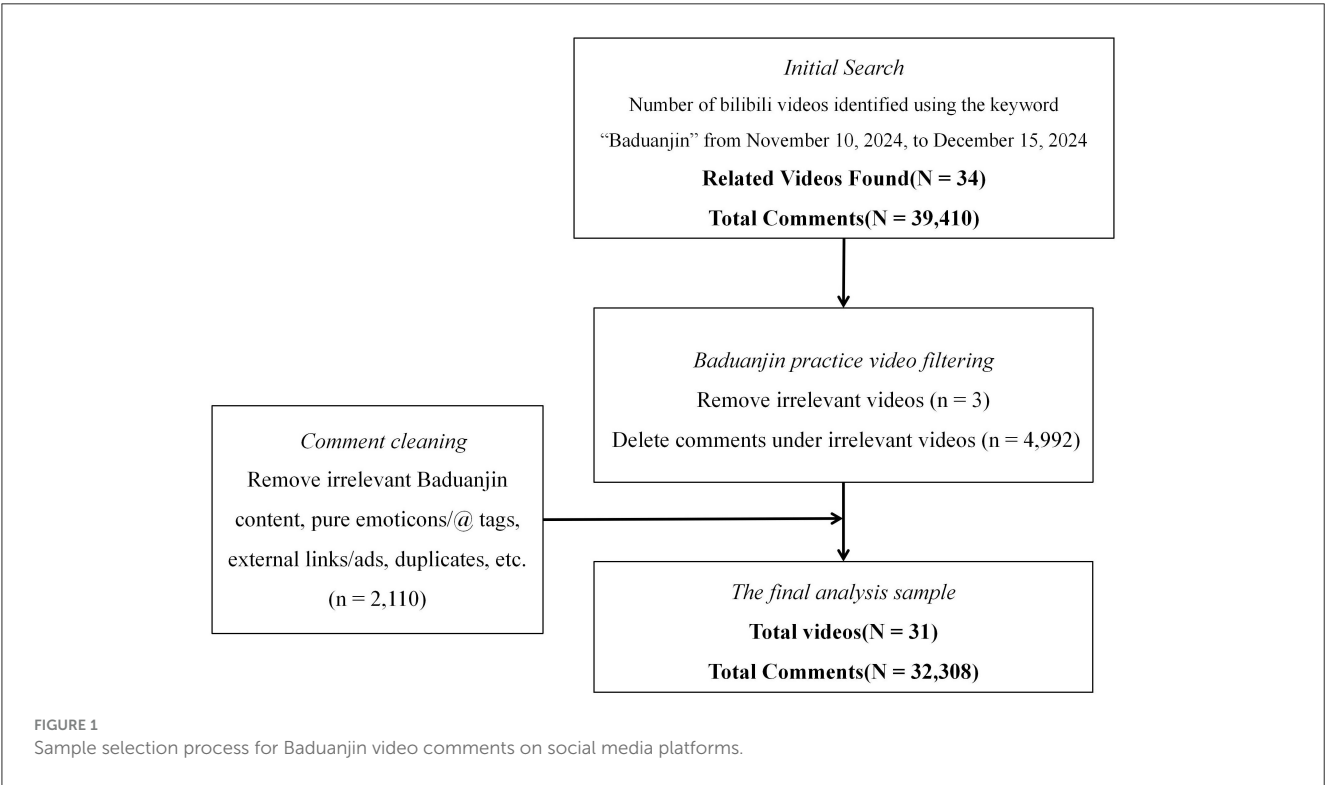 Initial Search
Number of bilibili videos identified using the keyword
“Baduanjin” from November 10, 2024, to December 15, 2024
Related Videos Found(N = 34)
Total Comments(N = 39,410)
Baduanjin practice video filtering
Remove irrelevant videos (n = 3)
Delete comments under irrelevant videos (n = 4,992)
Comment cleaning
Remove irrelevant Baduanjin
content, pure emoticons/@ tags,
external links/ads, duplicates, etc.
(n = 2,110)
The final analysis sample
Total videos(N = 31)
Total Comments(N = 32,308)
FIGURE 1
Sample selection process for Baduanjin video comments on social media platforms.